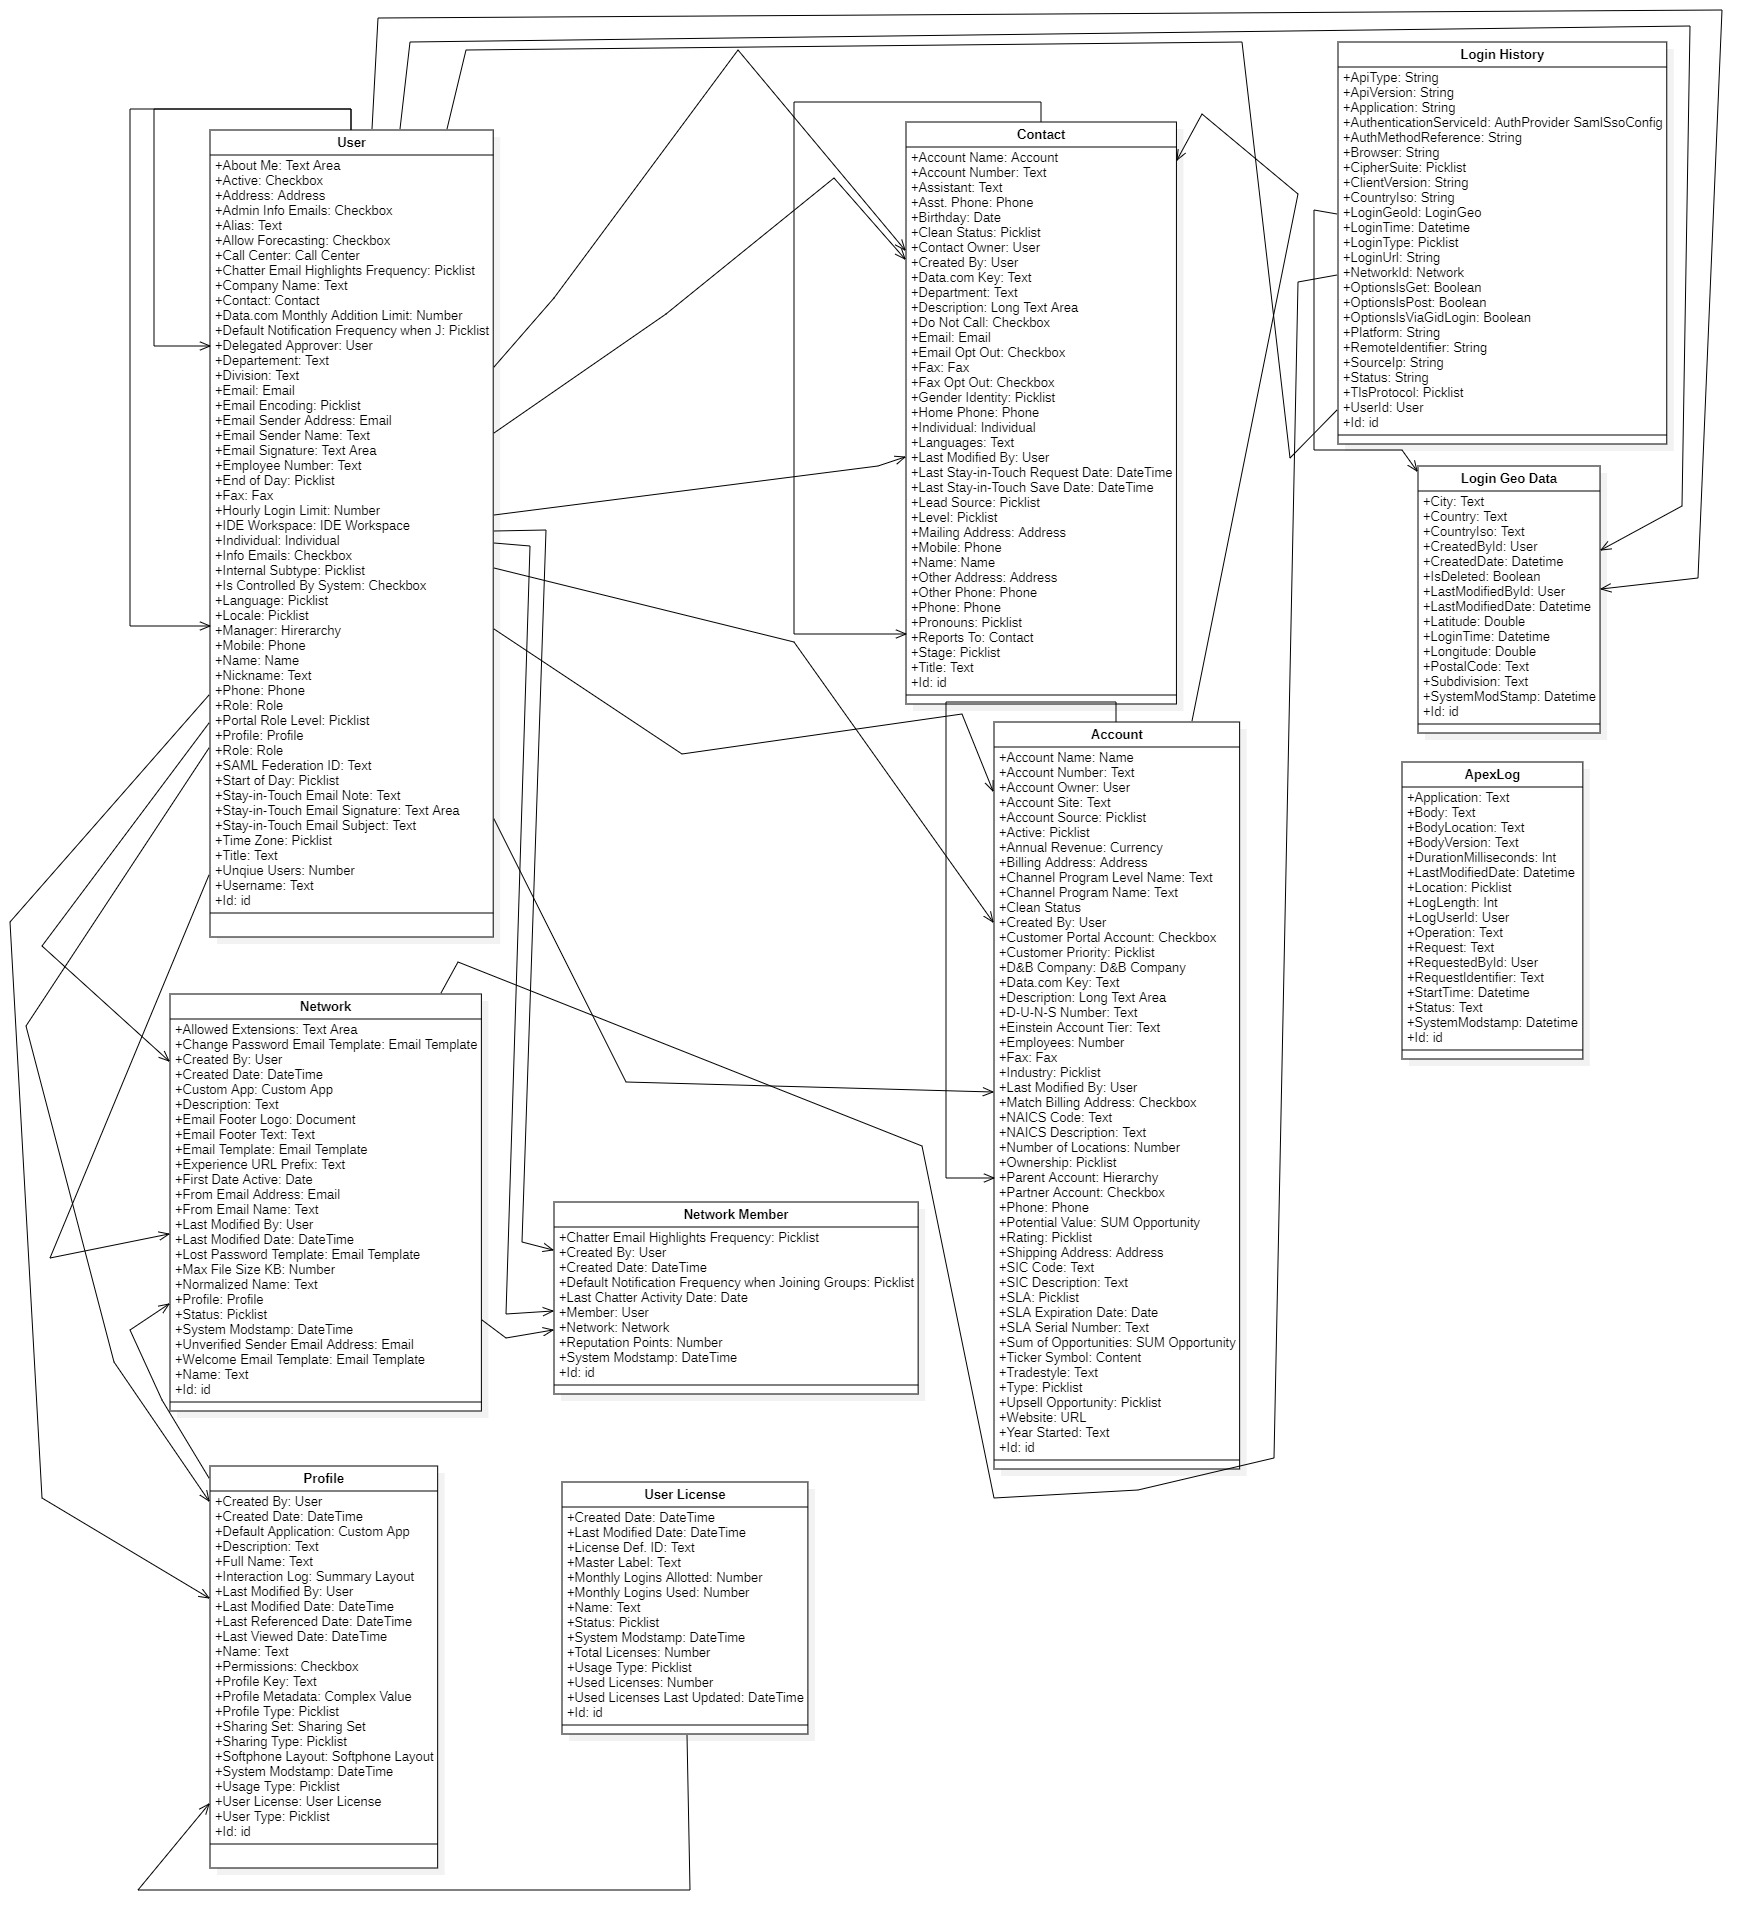 User
+About Me: Text Area
+Active: Checkbox
+Address: Address
+Admin Info Emails: Checkbox
+Alias: Text
+Allow Forecasting: Checkbox
+Call Center: Call Center
+Chatter Email Highlights Frequency: Picklist
+Company Name: Text
+Contact: Contact
+Data.com Monthly Addition Limit: Number
+Default Notification Frequency when J: Picklist
+Delegated Approver: User
+Departement: Text
+Division: Text
+Email: Email
+Email Encoding: Picklist
+Email Sender Address: Email
+Email Sender Name: Text
+Email Signature: Text Area
+Employee Number: Text
+End of Day: Picklist
+Fax: Fax
+Hourly Login Limit: Number
+IDE Workspace: IDE Workspace
+Individual: Individual
+Info Emails: Checkbox
+Internal Subtype: Picklist
+Is Controlled By System: Checkbox
+Language: Picklist
+Locale: Picklist
+Manager: Hirerarchy
+Mobile: Phone
+Name: Name
+Nickname: Text
+Phone: Phone
+Role: Role
+Portal Role Level: Picklist
+Profile: Profile
+Role: Role
+SAML Federation ID: Text
+Start of Day: Picklist
+Stay-in-Touch Email Note: Text
+Stay-in-Touch Email Signature: Text Area
+Stay-in-Touch Email Subject: Text
+Time Zone: Picklist
+Title: Text
+Unqiue Users: Number
+Username: Text
+Id: id
Contact
+Account Name: Account
+Account Number: Text
+Assistant: Text
+Asst. Phone: Phone
+Birthday: Date
+Clean Status: Picklist
+Contact Owner: User
+Created By: User
+Data.com Key: Text
+Department: Text
+Description: Long Text Area
+Do Not Call: Checkbox
+Email: Email
+Email Opt Out: Checkbox
+Fax: Fax
+Fax Opt Out: Checkbox
+Gender Identity: Picklist
+Home Phone: Phone
+Individual: Individual
+Languages: Text
+Last Modified By: User
+Last Stay-in-Touch Request Date: DateTime
+Last Stay-in-Touch Save Date: DateTime
+Lead Source: Picklist
+Level: Picklist
+Mailing Address: Address
+Mobile: Phone
+Name: Name
+Other Address: Address
+Other Phone: Phone
+Phone: Phone
+Pronouns: Picklist
+Reports To: Contact
+Stage: Picklist
+Title: Text
+Id: id
Login History
+ApiType: String
+ApiVersion: String
+Application: String
+AuthenticationServiceId: AuthProvider SamlSsoConfig
+AuthMethodReference: String
+Browser: String
+CipherSuite: Picklist
+ClientVersion: String
+CountryIso: String
+LoginGeoId: LoginGeo
+LoginTime: Datetime
+LoginType: Picklist
+LoginUrl: String
+NetworkId: Network
+OptionsIsGet: Boolean
+OptionsIsPost: Boolean
+OptionsIsViaGidLogin: Boolean
+Platform: String
+RemoteIdentifier: String
+SourceIp: String
+Status: String
+TlsProtocol: Picklist
+UserId: User
+Id: id
Login Geo Data
+City: Text
+Country: Text
+CountryIso: Text
+CreatedById: User
+CreatedDate: Datetime
+IsDeleted: Boolean
+LastModifiedById: User
+LastModifiedDate: Datetime
+Latitude: Double
+LoginTime: Datetime
+Longitude: Double
+PostalCode: Text
+Subdivision: Text
+SystemModStamp: Datetime
+Id: id
Account
+Account Name: Name
+Account Number: Text
+Account Owner: User
+Account Site: Text
+Account Source: Picklist
+Active: Picklist
+Annual Revenue: Currency
+Billing Address: Address
+Channel Program Level Name: Text
+Channel Program Name: Text
+Clean Status
+Created By: User
+Customer Portal Account: Checkbox
+Customer Priority: Picklist
+D&B Company: D&B Company
+Data.com Key: Text
+Description: Long Text Area
+D-U-N-S Number: Text
+Einstein Account Tier: Text
+Employees: Number
+Fax: Fax
+Industry: Picklist
+Last Modified By: User
+Match Billing Address: Checkbox
+NAICS Code: Text
+NAICS Description: Text
+Number of Locations: Number
+Ownership: Picklist
+Parent Account: Hierarchy
+Partner Account: Checkbox
+Phone: Phone
+Potential Value: SUM Opportunity
+Rating: Picklist
+Shipping Address: Address
+SIC Code: Text
+SIC Description: Text
+SLA: Picklist
+SLA Expiration Date: Date
+SLA Serial Number: Text
+Sum of Opportunities: SUM Opportunity
+Ticker Symbol: Content
+Tradestyle: Text
+Type: Picklist
+Upsell Opportunity: Picklist
+Website: URL
+Year Started: Text
+Id: id
ApexLog
+Application: Text
+Body: Text
+BodyLocation: Text
+BodyVersion: Text
+DurationMilliseconds: Int
+LastModifiedDate: Datetime
+Location: Picklist
+LogLength: Int
+LogUserId: User
+Operation: Text
+Request: Text
+RequestedById: User
+RequestIdentifier: Text
+StartTime: Datetime
+Status: Text
+SystemModstamp: Datetime
+Id: id
Network
+Allowed Extensions: Text Area
+Change Password Email Template: Email Template
+Created By: User
+Created Date: DateTime
+Custom App: Custom App
+Description: Text
+Email Footer Logo: Document
+Email Footer Text: Text
+Email Template: Email Template
+Experience URL Prefix: Text
+First Date Active: Date
+From Email Address: Email
+From Email Name: Text
+Last Modified By: User
+Last Modified Date: DateTime
+Lost Password Template: Email Template
+Max File Size KB: Number
+Normalized Name: Text
+Profile: Profile
+Status: Picklist
+System Modstamp: DateTime
+Unverified Sender Email Address: Email
+Welcome Email Template: Email Template
+Name: Text
+Id: id
Network Member
+Chatter Email Highlights Frequency: Picklist
+Created By: User
+Created Date: DateTime
+Default Notification Frequency when Joining Groups: Picklist
+Last Chatter Activity Date: Date
+Member: User
+Network: Network
+Reputation Points: Number
+System Modstamp: DateTime
+Id: id
Profile
+Created By: User
+Created Date: DateTime
+Default Application: Custom App
+Description: Text
+Full Name: Text
+Interaction Log: Summary Layout
+Last Modified By: User
+Last Modified Date: DateTime
+Last Referenced Date: DateTime
+Last Viewed Date: DateTime
+Name: Text
+Permissions: Checkbox
+Profile Key: Text
+Profile Metadata: Complex Value
+Profile Type: Picklist
+Sharing Set: Sharing Set
+Sharing Type: Picklist
+Softphone Layout: Softphone Layout
+System Modstamp: DateTime
+Usage Type: Picklist
+User License: User License
+User Type: Picklist
+Id: id
User License
+Created Date: DateTime
+Last Modified Date: DateTime
+License Def. ID: Text
+Master Label: Text
+Monthly Logins Allotted: Number
+Monthly Logins Used: Number
+Name: Text
+Status: Picklist
+System Modstamp: DateTime
+Total Licenses: Number
+Usage Type: Picklist
+Used Licenses: Number
+Used Licenses Last Updated: DateTime
+Id: id